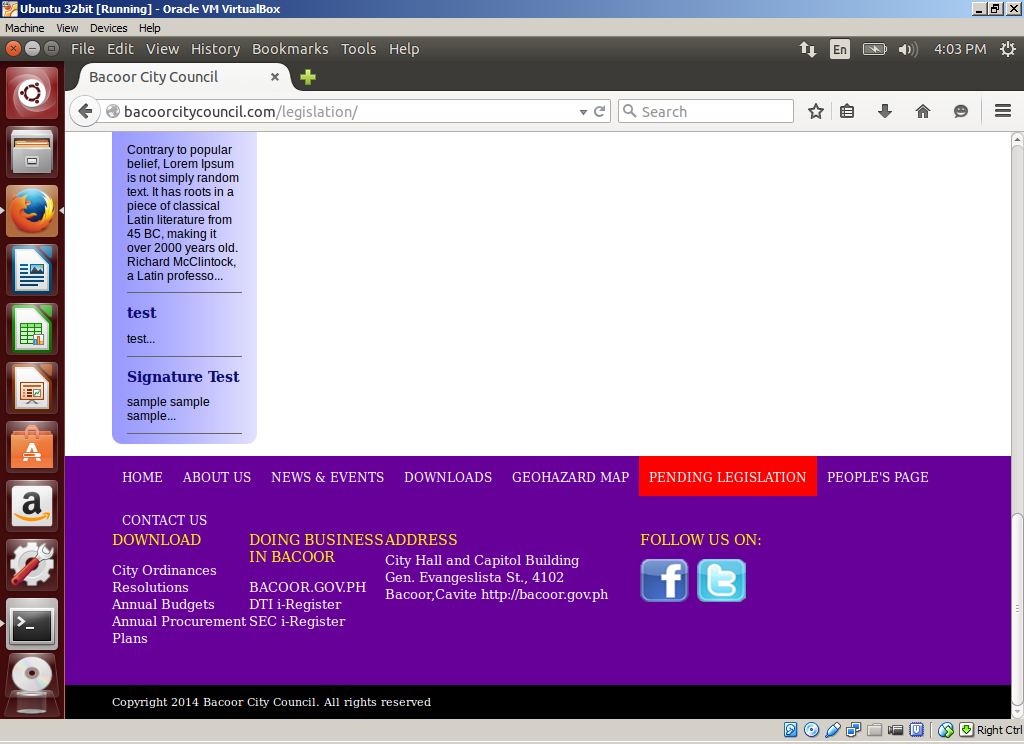 Ubuntu 32bit [Running] - Oracle VM VirtualBox
Machine View Devices Help
File Edit View History Bookmarks Tools Help
En
4:03 PM
Bacoor City Council
bacoorcitycouncil.com/legislation/
Search
Contrary to popular
belief, Lorem Ipsum
is not simply random
text. It has roots in a
piece of classical
Latin literature from
45 BC, making it
over 2000 years old.
Richard McClintock,
a Latin professo...
test
test...
Signature Test
sample sample
sample...
HOME ABOUT US NEWS & EVENTS DOWNLOADS GEOHAZARD MAP PENDING LEGISLATION PEOPLE'S PAGE
CONTACT US
DOWNLOAD
City Ordinances
Resolutions
Annual Budgets
Annual Procurement
Plans
DOING BUSINESS
IN BACOOR
BACOOR.GOV.PH
DTI i-Register
SEC i-Register
ADDRESS
City Hall and Capitol Building
Gen. Evangeslista St., 4102
Bacoor,Cavite http://bacoor.gov.ph
FOLLOW US ON:
Copyright 2014 Bacoor City Council. All rights reserved
Right Ctrl